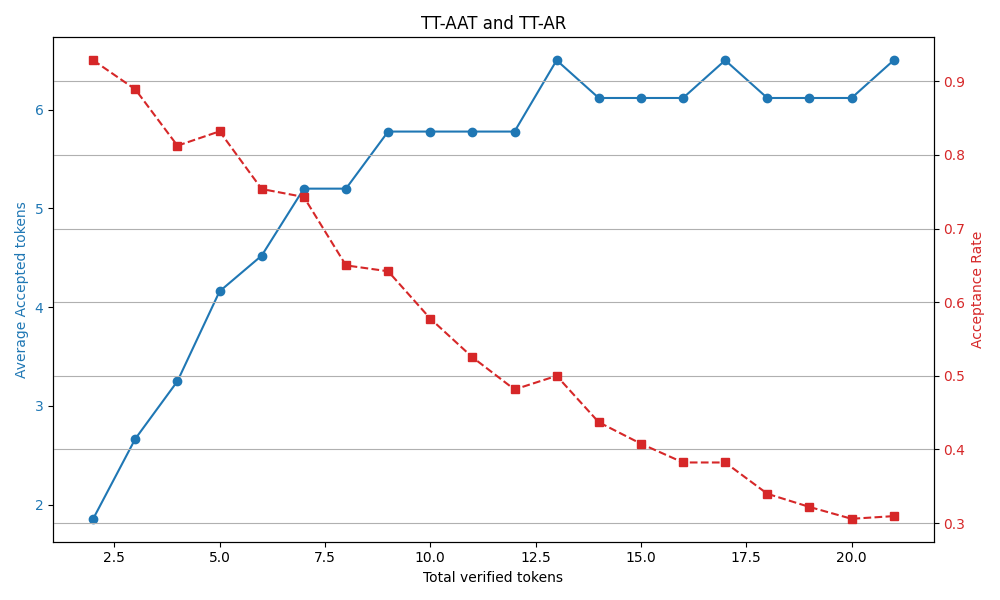 TT-AAT and TT-AR
Average Accepted tokens
6
5
4
3
2
0.9
0.8
0.7
0.6
0.5
0.4
0.3
Acceptance Rate
2.5 5.0 7.5 10.0 12.5 15.0 17.5 20.0
Total verified tokens